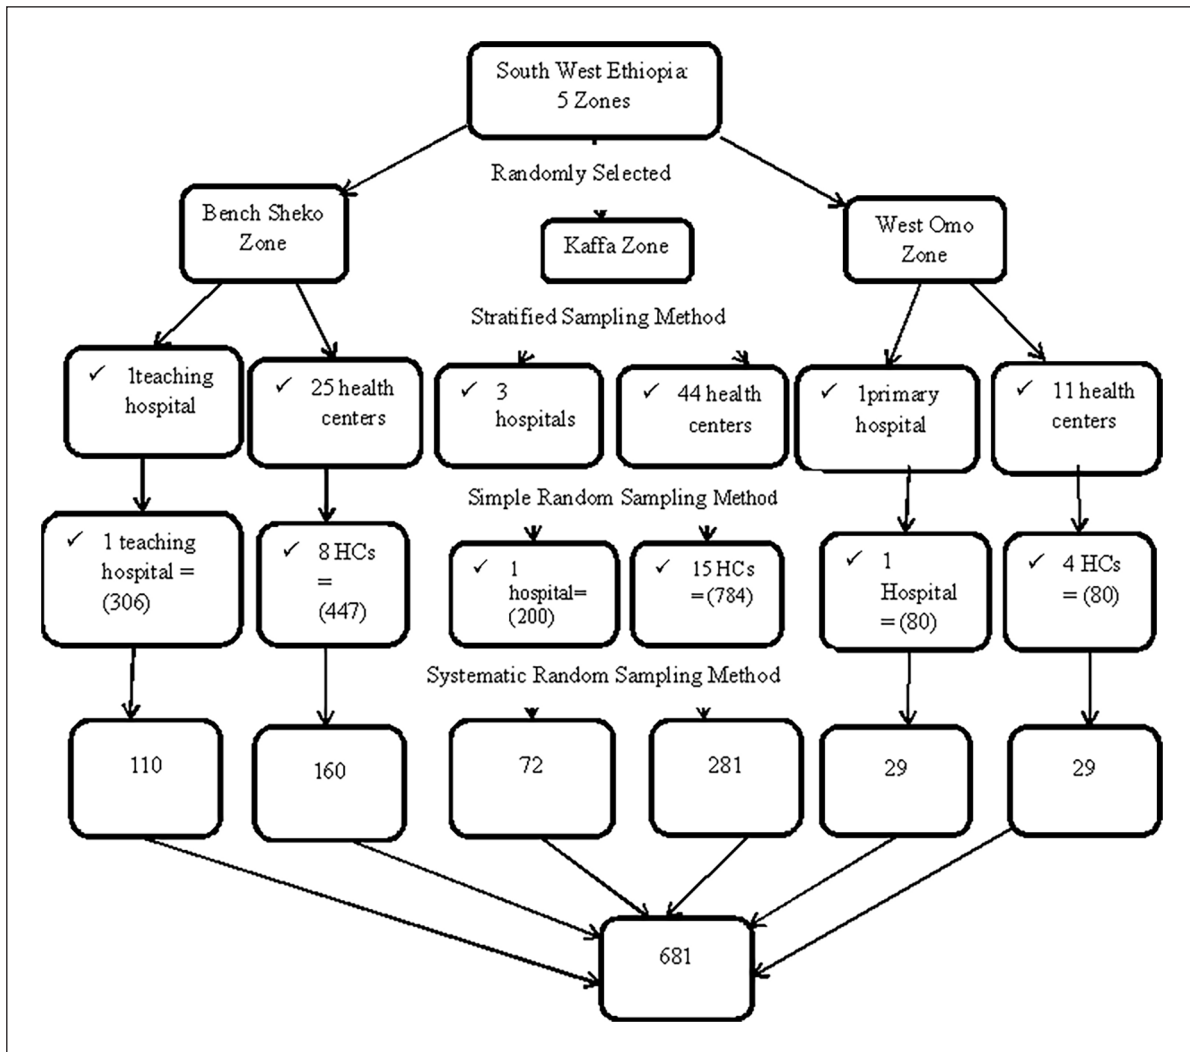 South West Ethiopia:
5 Zones
Randomly Selected
Bench Sheko
Zone
Kaffa Zone
West Omo
Zone
Stratified Sampling Method
✓ 1teaching
hospital
✓ 25 health
centers
✓ 3
hospitals
✓ 44 health
centers
✓ 1primary
hospital
✓ 11 health
centers
Simple Random Sampling Method
✓ 1 teaching
hospital =
(306)
✓ 8 HCs
=
(447)
✓ 1
hospital=
(200)
✓ 15 HCs
= (784)
✓ 1
Hospital
= (80)
✓ 4 HCs
= (80)
Systematic Random Sampling Method
110
160
72
281
29
29
681